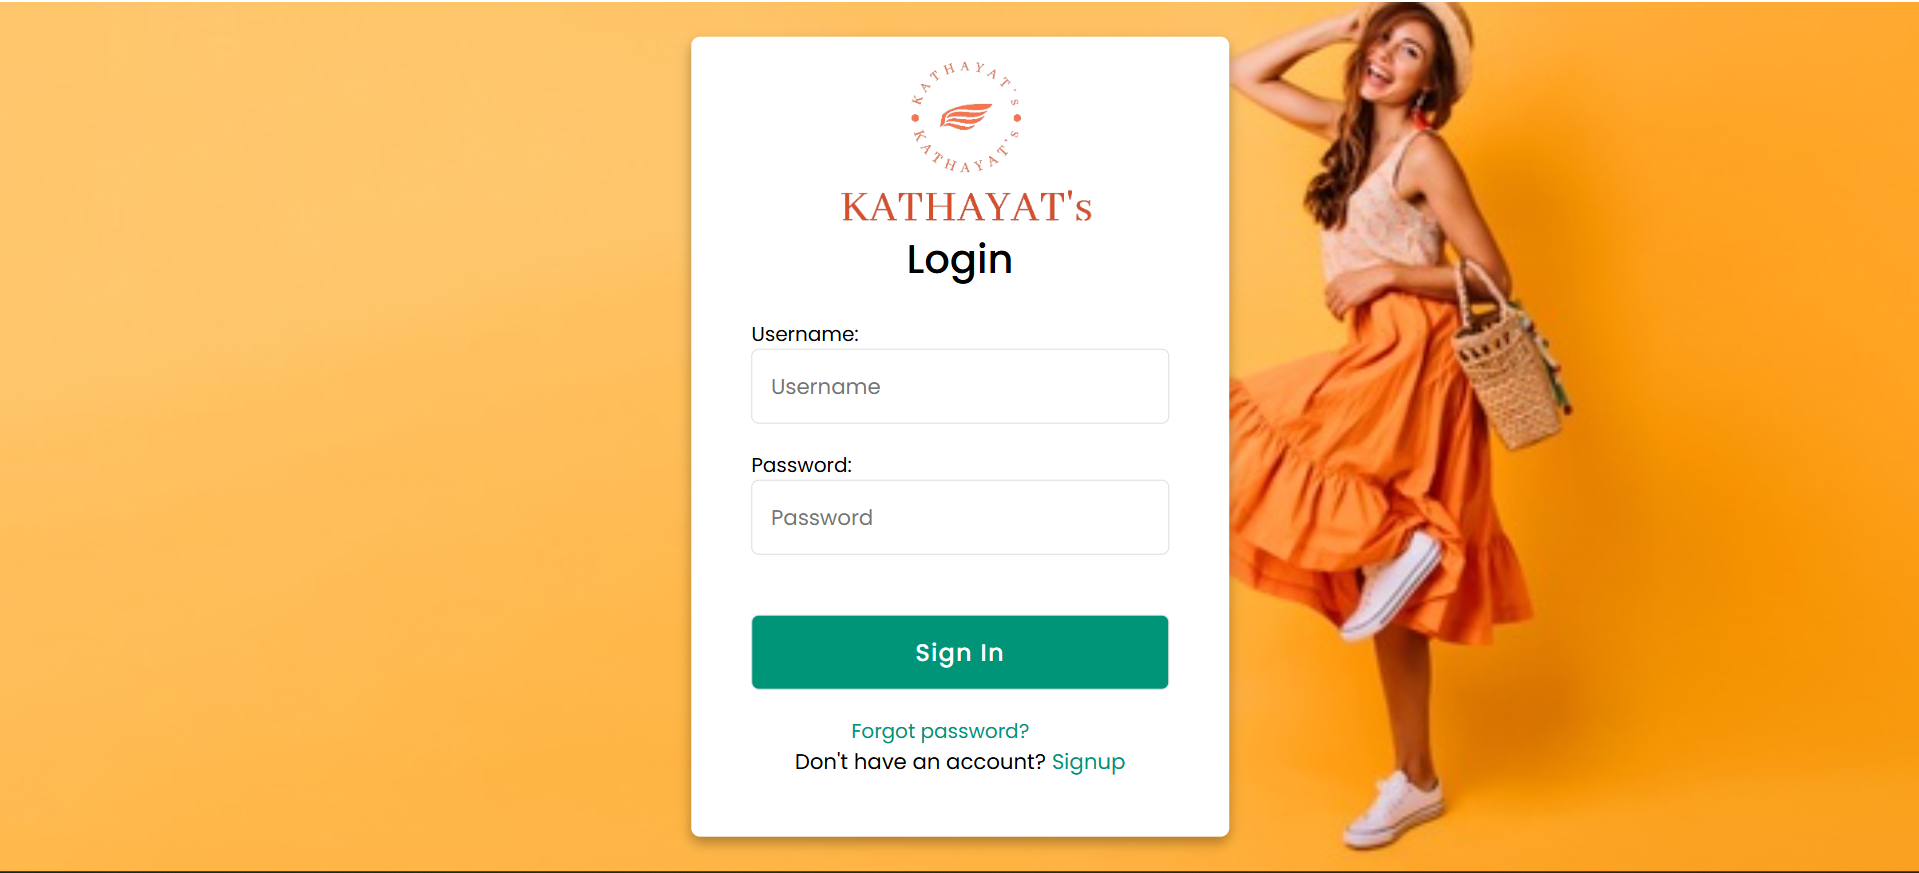 KATHAYAT's
KATHAYAT's
KATHAYAT's
Login
Username:
Username
Password:
Password
Sign In
Forgot password?
Don't have an account? Signup